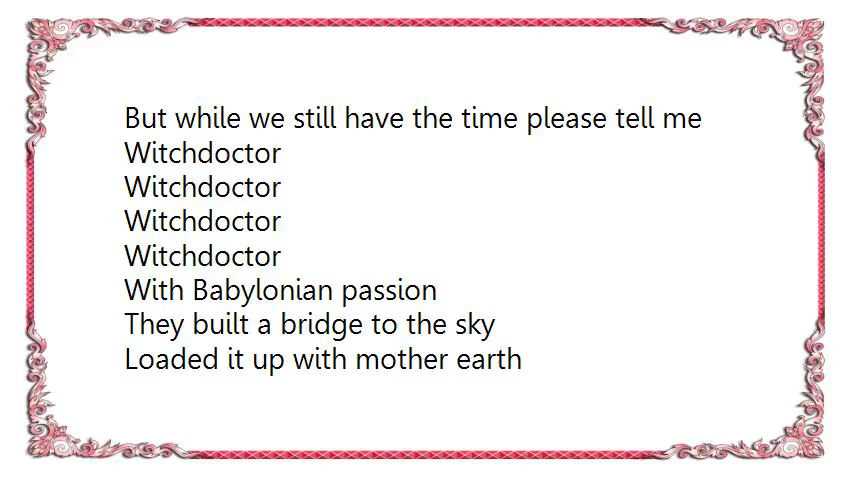 But while we still have the time please tell me
Witchdoctor
Witchdoctor
Witchdoctor
Witchdoctor
With Babylonian passion
They built a bridge to the sky
Loaded it up with mother earth